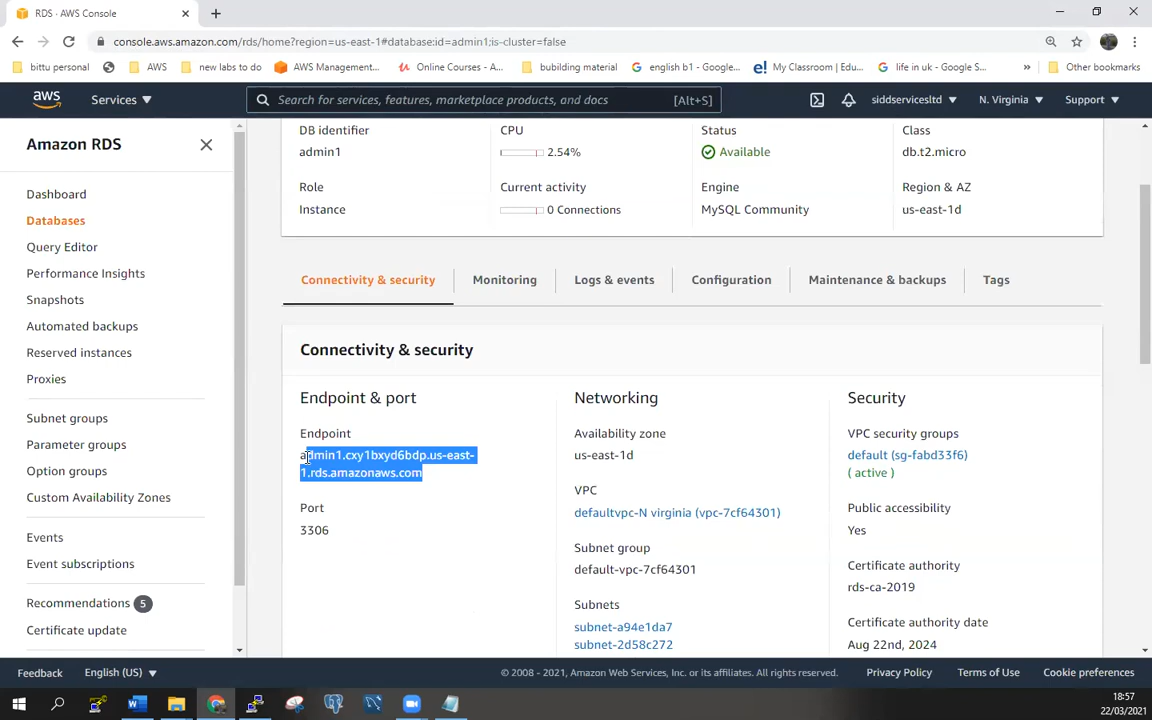 RDS · AWS Console
console.aws.amazon.com/rds/home?region=us-east-1#database:id=admin1;is-cluster=false
bittu personal
AWS
new labs to do
AWS Management...
Online Courses - A...
bubilding material
english b1 - Google...
My Classroom | Edu...
life in uk - Google S...
»
Other bookmarks
aws
Services
Search for services, features, marketplace products, and docs
[Alt+S]
siddservicesltd
N. Virginia
Support
Amazon RDS
Dashboard
Databases
Query Editor
Performance Insights
Snapshots
Automated backups
Reserved instances
Proxies
Subnet groups
Parameter groups
Option groups
Custom Availability Zones
Events
Event subscriptions
Recommendations 5
Certificate update
DB identifier
admin1
CPU
2.54%
Status
Available
Class
db.t2.micro
Role
Instance
Current activity
0 Connections
Engine
MySQL Community
Region & AZ
us-east-1d
Connectivity & security
Monitoring
Logs & events
Configuration
Maintenance & backups
Tags
Connectivity & security
Endpoint & port
Endpoint
admin1.cxy1bxyd6bdp.us-east-
1.rds.amazonaws.com
Port
3306
Networking
Availability zone
us-east-1d
VPC
defaultvpc-N virginia (vpc-7cf64301)
Subnet group
default-vpc-7cf64301
Subnets
subnet-a94e1da7
subnet-2d58c272
Security
VPC security groups
default (sg-fabd33f6)
( active )
Public accessibility
Yes
Certificate authority
rds-ca-2019
Certificate authority date
Aug 22nd, 2024
Feedback
English (US)
© 2008 - 2021, Amazon Web Services, Inc. or its affiliates. All rights reserved.
Privacy Policy
Terms of Use
Cookie preferences
18:57
22/03/2021